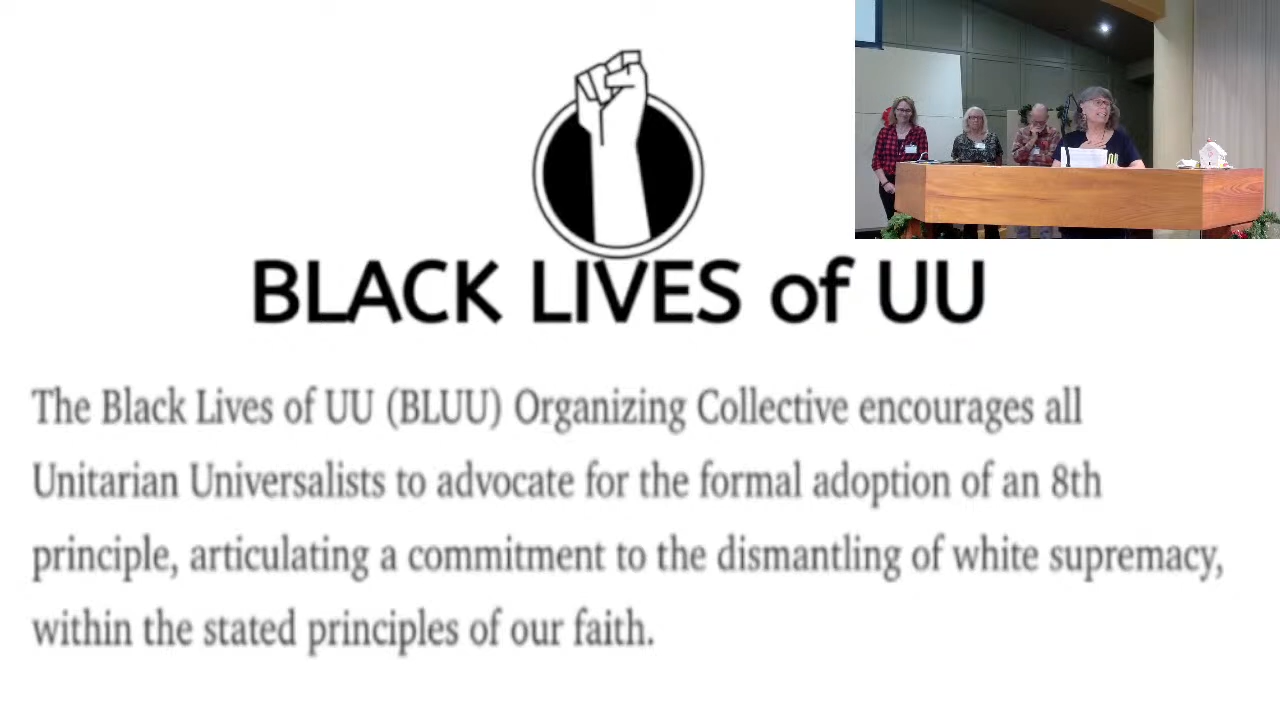 BLACK LIVES of UU
The Black Lives of UU (BLUU) Organizing Collective encourages all
Unitarian Universalists to advocate for the formal adoption of an 8th
principle, articulating a commitment to the dismantling of white supremacy,
within the stated principles of our faith.